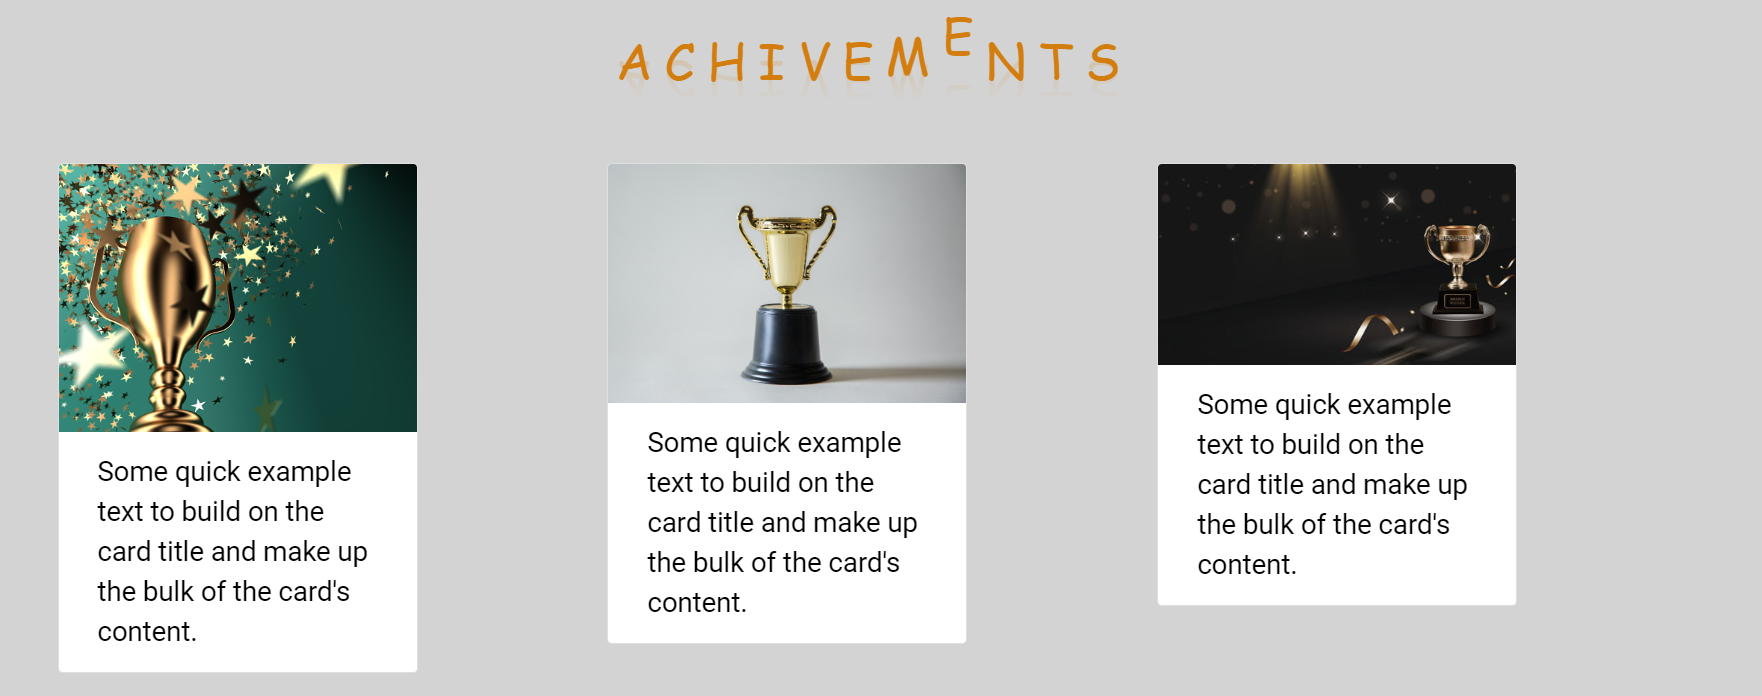 ACHIVEMENTS
Some quick example
text to build on the
card title and make up
the bulk of the card's
content.
Some quick example
text to build on the
card title and make up
the bulk of the card's
content.
Some quick example
text to build on the
card title and make up
the bulk of the card's
content.